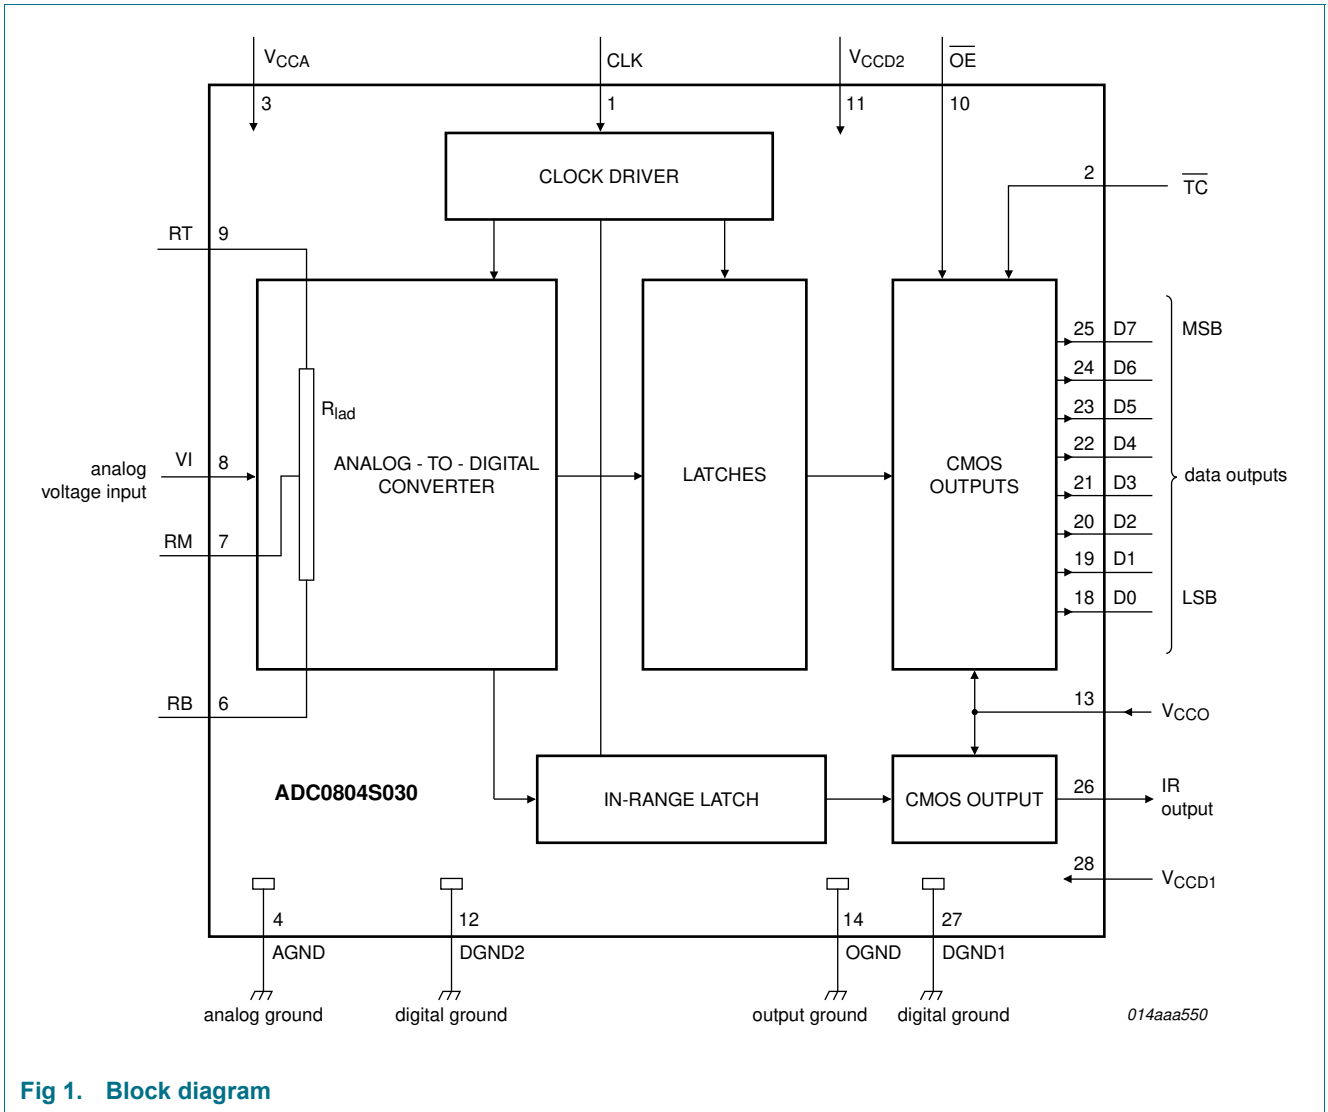 VCCA
CLK
VCCD2
OE
3
1
11
10
CLOCK DRIVER
2
TC
RT
9
25
D7
MSB
24
D6
Rlad
23
D5
22
D4
VI
8
analog
voltage input
ANALOG - TO - DIGITAL
CONVERTER
LATCHES
CMOS
OUTPUTS
21
D3
data outputs
20
D2
RM
7
19
D1
18
D0
LSB
RB
6
13
VCCO
ADC0804S030
IN-RANGE LATCH
CMOS OUTPUT
26
IR
output
28
VCCD1
4
12
14
27
AGND
DGND2
OGND
DGND1
analog ground
digital ground
output ground
digital ground
014aaa550
Fig 1. Block diagram